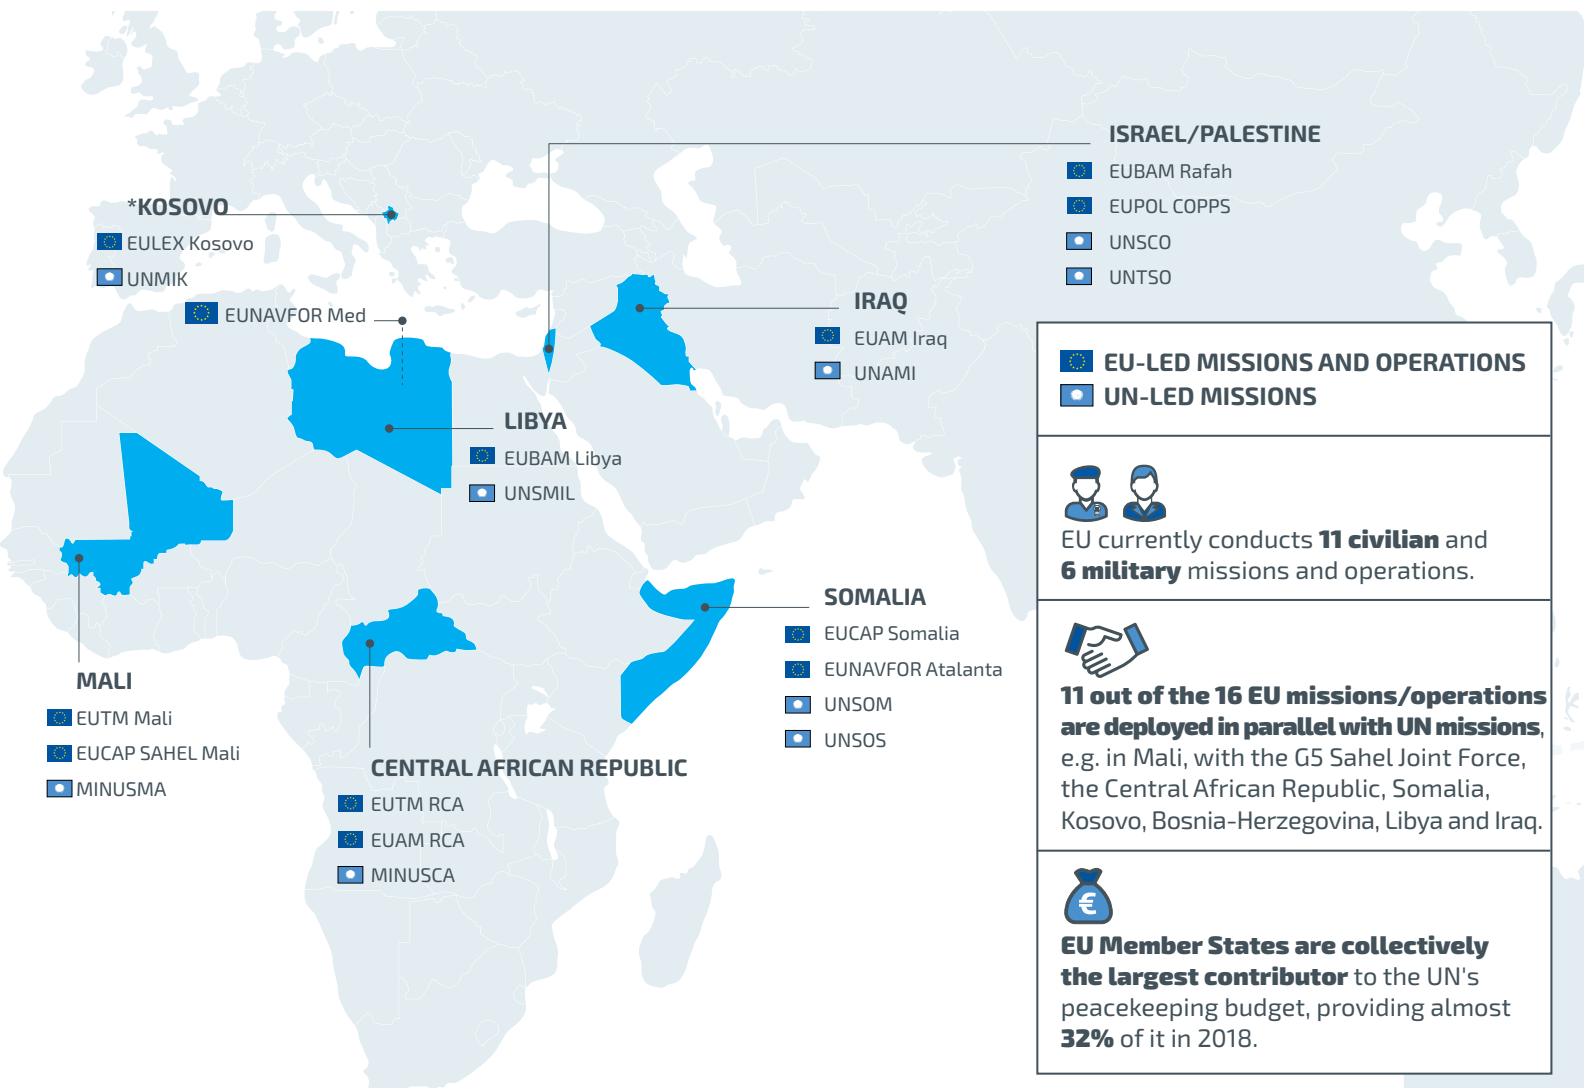 ISRAEL/PALESTINE
EUBAM Rafah
EUPOL COPPS
UNSCO
UNTSO
*KOSOVO
EULEX Kosovo
UNMIK
EUNAVFOR Med
IRAQ
EUAM Iraq
UNAMI
LIBYA
EUBAM Libya
UNSMIL
SOMALIA
EUCAP Somalia
EUNAVFOR Atalanta
UNSOM
UNSOS
MALI
EUTM Mali
EUCAP SAHEL Mali
MINUSMA
CENTRAL AFRICAN REPUBLIC
EUTM RCA
EUAM RCA
MINUSCA
EU-LED MISSIONS AND OPERATIONS
UN-LED MISSIONS
EU currently conducts 11 civilian and
6 military missions and operations.
11 out of the 16 EU missions/operations
are deployed in parallel with UN missions,
e.g. in Mali, with the G5 Sahel Joint Force,
the Central African Republic, Somalia,
Kosovo, Bosnia-Herzegovina, Libya and Iraq.
€
EU Member States are collectively
the largest contributor to the UN's
peacekeeping budget, providing almost
32% of it in 2018.